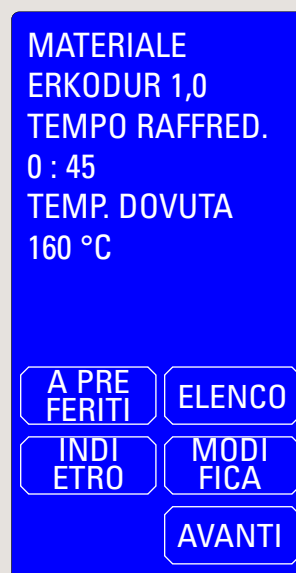 MATERIALE
ERKODUR 1,0
TEMPO RAFFRED.
0 : 45
TEMP. DOVUTA
160 °C
A PRE
FERITI
ELENCO
INDI
ETRO
MODI
FICA
AVANTI